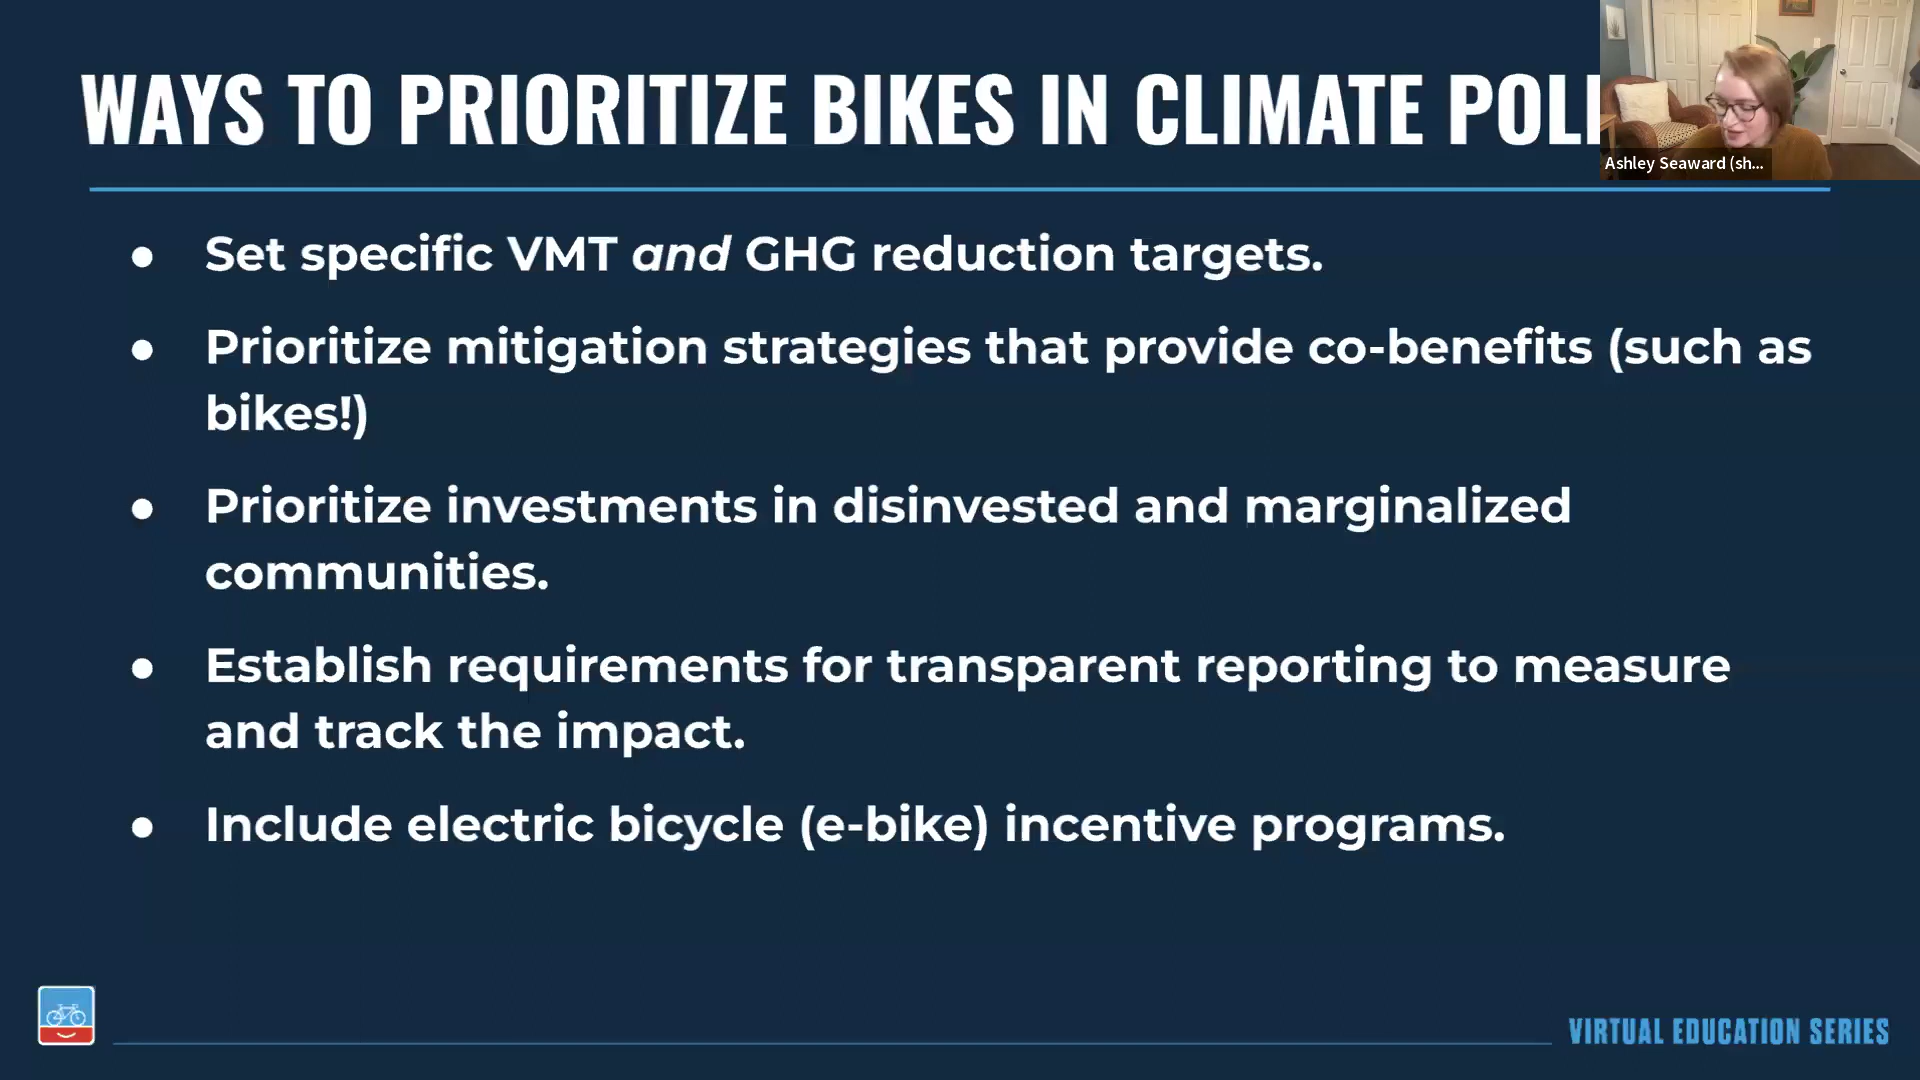 WAYS TO PRIORITIZE BIKES IN CLIMATE
Ashley Seaward (sh...
● Set specific VMT and GHG reduction targets.
● Prioritize mitigation strategies that provide co-benefits (such as
bikes!)
● Prioritize investments in disinvested and marginalized
communities.
● Establish requirements for transparent reporting to measure
and track the impact.
● Include electric bicycle (e-bike) incentive programs.
VIRTUAL EDUCATION SERIES